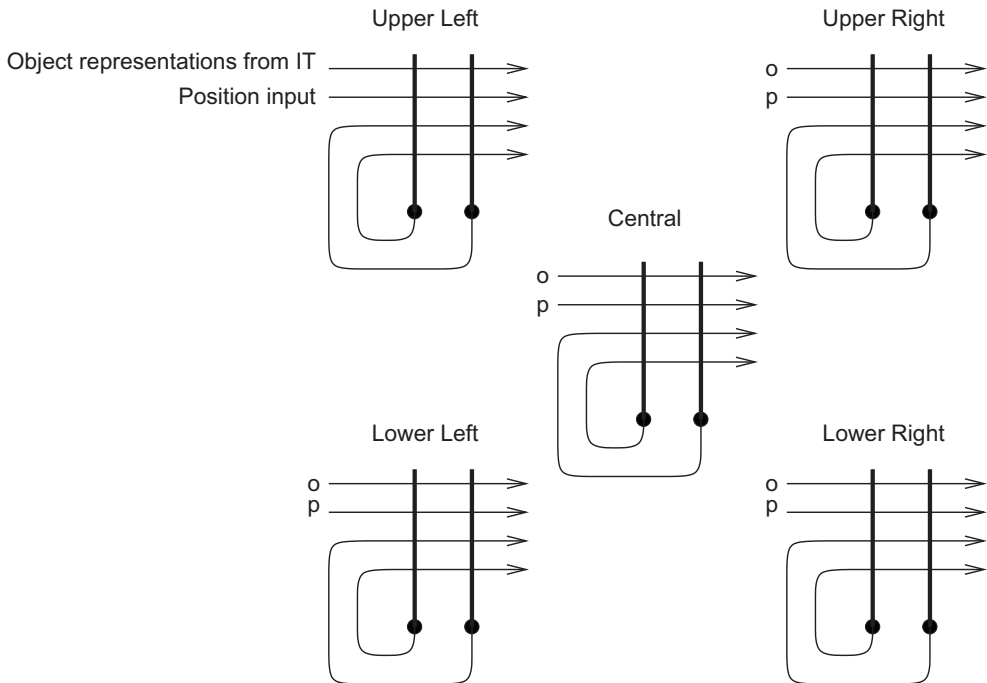 Upper Left
Upper Right
Object representations from IT
Position input
o
p
Central
o
p
Lower Left
Lower Right
o
p
o
p